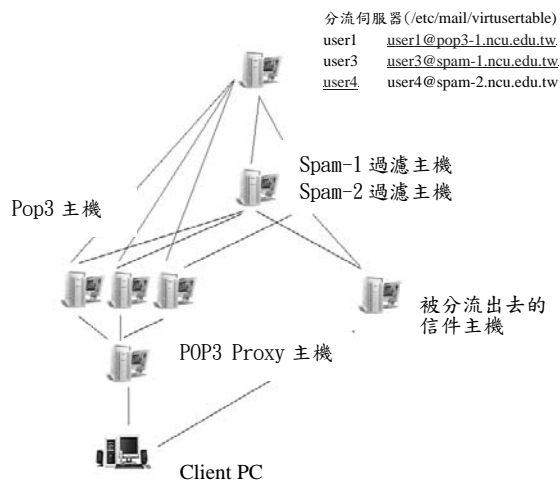 分流伺服器(/etc/mail/virtusertable)
user1 user1@pop3-1.ncu.edu.tw.
user3 user3@spam-1.ncu.edu.tw.
user4 user4@spam-2.ncu.edu.tw
Spam-1 過濾主機
Spam-2 過濾主機
Pop3 主機
被分流出去的
信件主機
POP3 Proxy 主機
Client PC